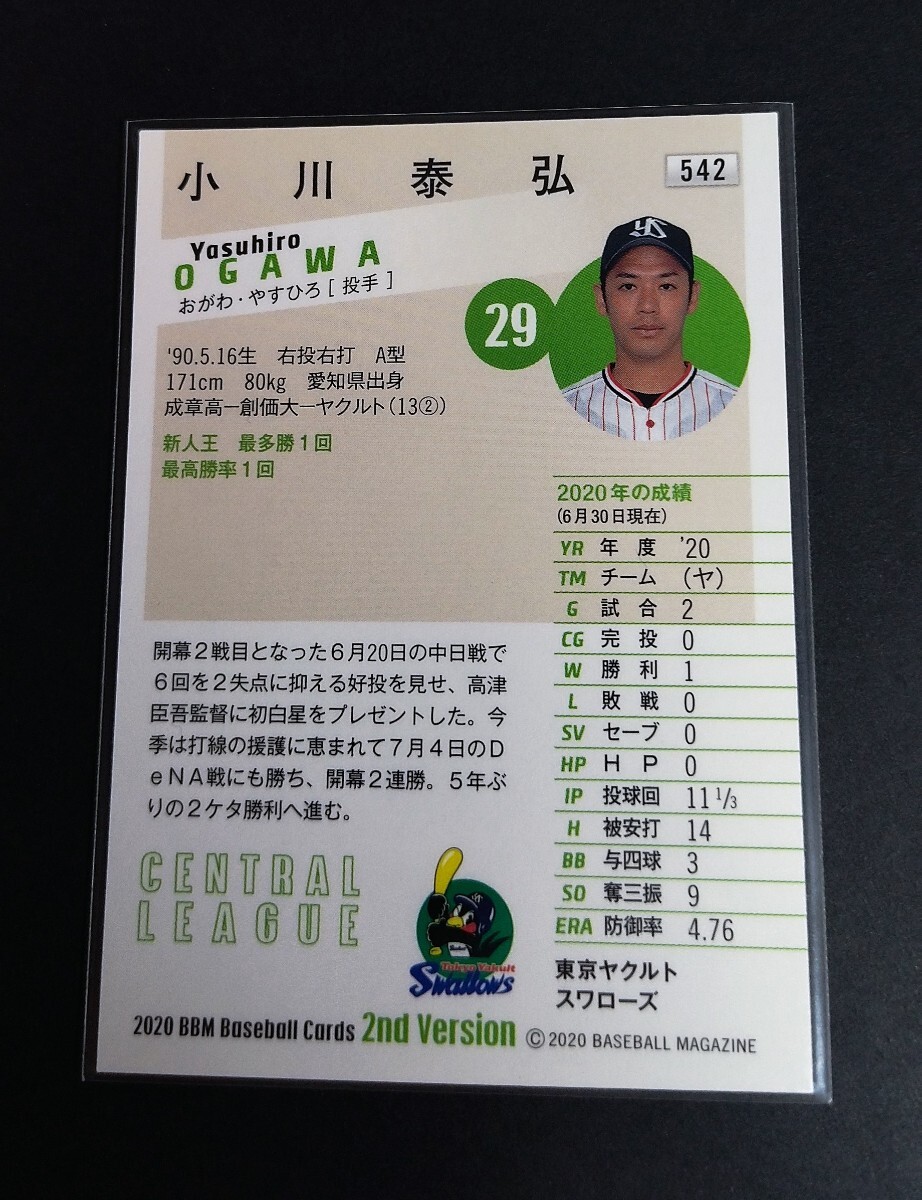 小川泰弘
542
Yasuhiro
OGAWA
おがわ・やすひろ [ 投手 ]
29
YS
'90.5.16生 右投右打 A型
171cm 80kg 愛知県出身
成章高ー創価大ーヤクルト(13②)
新人王 最多勝1回
最高勝率1回
2020年の成績
(6月30日現在)
YR 年度 '20
TM チーム (ヤ)
G 試合 2
CG 完投 0
W 勝利 1
L 敗戦 0
SV セーブ 0
HP H P 0
IP 投球回 11 1/3
H 被安打 14
BB 与四球 3
SO 奪三振 9
ERA 防御率 4.76
東京ヤクルト
スワローズ
開幕2戦目となった6月20日の中日戦で
6回を2失点に抑える好投を見せ、高津
臣吾監督に初白星をプレゼントした。今
季は打線の援護に恵まれて7月4日のD
eNA戦にも勝ち、開幕2連勝。5年ぶ
りの2ケタ勝利へ進む。
CENTRAL
LEAGUE
Tokyo Yakult
Swallows
2020 BBM Baseball Cards 2nd Version © 2020 BASEBALL MAGAZINE